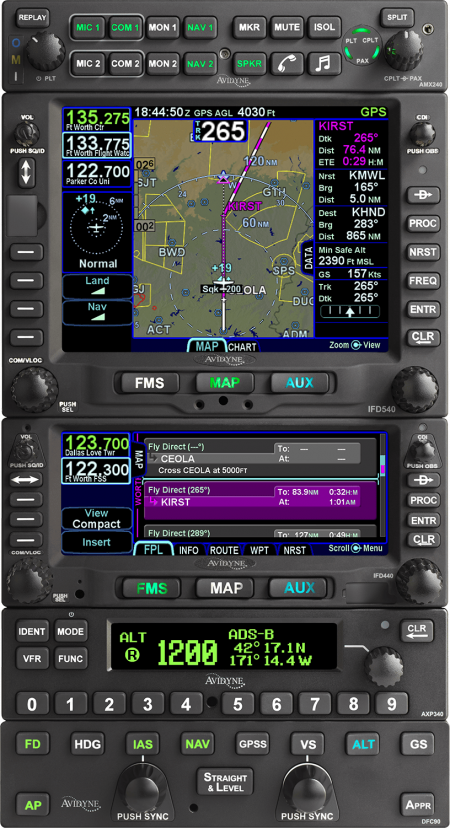 REPLAY
SPLIT
MIC 1 COM 1 MON 1 NAV 1 MKR MUTE ISOL
PLT CPLT
PAX
MIC 2 COM 2 MON 2 NAV 2 SPKR
O
M
I
PLT
AVIDYNE
CPLT PAX
AMX240
VOL
PUSH SQ/ID
135.275
Ft Worth Ctr
133.775
Ft Worth Flight Watc
122.700
Parker Co Uni
+19
6NM
2NM
Normal
Land
Nav
COM/VLOC
PUSH SEL
18:44:50Z GPS AGL 4030 Ft GPS
TRK 265
026
120NM
SJT
24
W
GTH
KIRST
002
60NM
BWD
+19
SPS
Sqk 1200
OLA
DUC
ACT
ADM
DATA
KIRST
Dtk 265°
Dist 76.4 NM
ETE 0:29 H:M
Nrst KMWL
Brg 165°
Dist 5.0 NM
Dest KHND
Brg 283°
Dist 865 NM
Min Safe Alt
2390 Ft MSL
GS 157 Kts
Trk 265°
Dtk 265°
MAP CHART
Zoom View
AVIDYNE
CDI
PUSH OBS
D
PROC
NRST
FREQ
ENTR
CLR
FMS MAP AUX
IFD540
VOL
PUSH SQ/ID
123.700
Dallas Love Twr
122.300
Ft Worth FSS
View
Compact
Insert
COM/VLOC
PUSH SEL
MAP
Fly Direct (---°)
CEOLA
To: --- ---
At: ---
Cross CEOLA at 5000FT
Fly Direct (265°)
KIRST
To: 83.9NM 0:32H:M
At: 1:01AM
Fly Direct (289°)
To: 127NM 0:49H:M
FPL INFO ROUTE WPT NRST
Scroll Menu
AVIDYNE
CDI
PUSH OBS
D
PROC
ENTR
CLR
FMS MAP AUX
IFD440
IDENT MODE
VFR FUNC
ALT
R
1200
ADS-B
42° 17.1N
171° 14.4W
CLR
AVIDYNE
0 1 2 3 4 5 6 7 8 9
AXP340
FD HDG IAS NAV GPSS VS ALT GS
STRAIGHT
& LEVEL
AP
AVIDYNE
PUSH SYNC
PUSH SYNC
APPR
DFC90